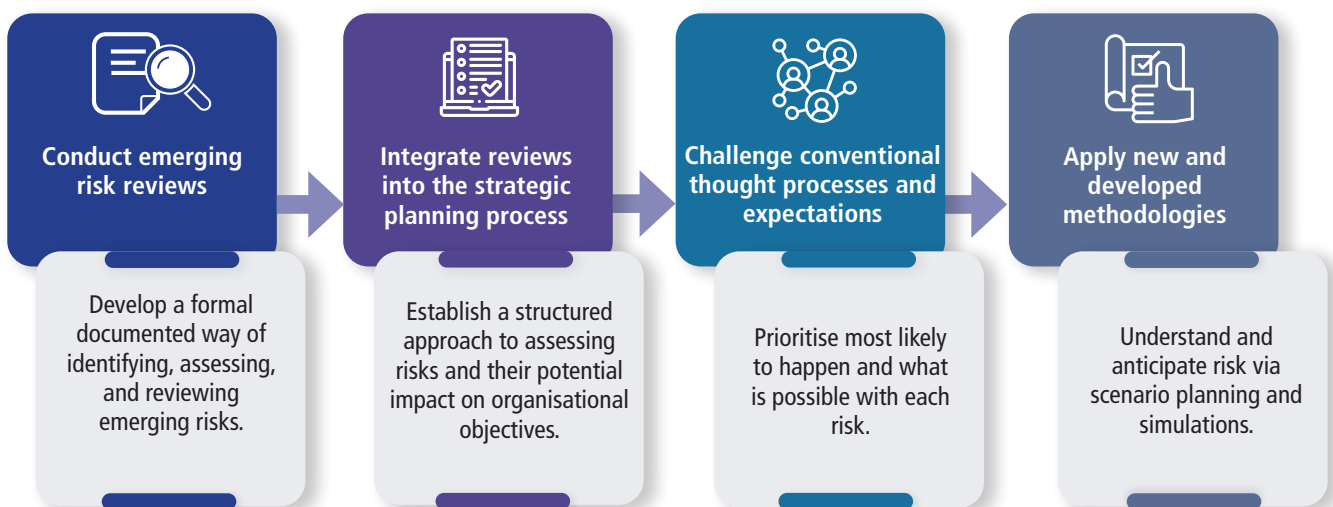 Conduct emerging
risk reviews
Develop a formal
documented way of
identifying, assessing,
and reviewing
emerging risks.
Integrate reviews
into the strategic
planning process
Establish a structured
approach to assessing
risks and their potential
impact on organisational
objectives.
Challenge conventional
thought processes and
expectations
Prioritise most likely
to happen and what
is possible with each
risk.
Apply new and
developed
methodologies
Understand and
anticipate risk via
scenario planning and
simulations.